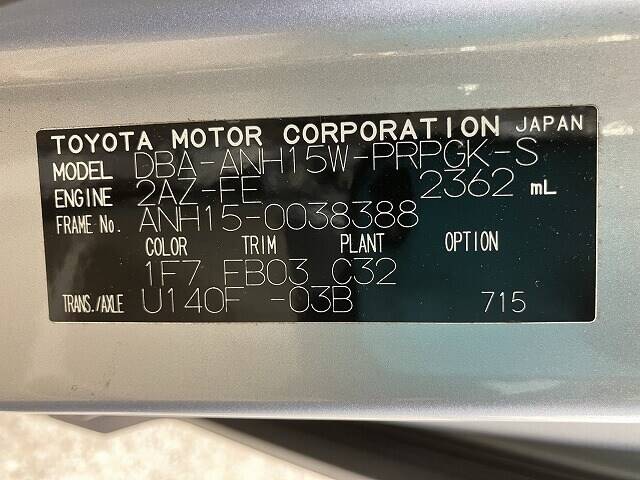 TOYOTA MOTOR CORPORATION JAPAN
MODEL DBA-ANH15W-PRPGK-S
ENGINE 2AZ-FE 2362 mL
FRAME No. ANH15-0038388
COLOR TRIM PLANT OPTION
1F7 FB03 C32
TRANS./AXLE U140F -03B 715